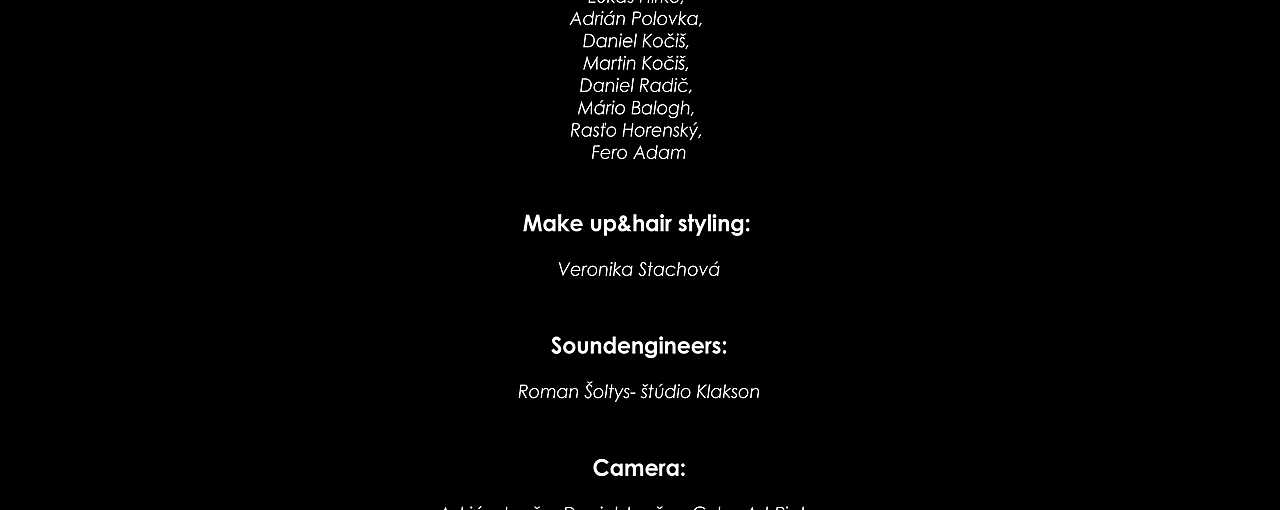 Adrián Polovka,
Daniel Kočiš,
Martin Kočiš,
Daniel Radič,
Mário Balogh,
Rasťo Horenský,
Fero Adam
Make up&hair styling:
Veronika Stachová
Soundengineers:
Roman Šoltys- štúdio Klakson
Camera: